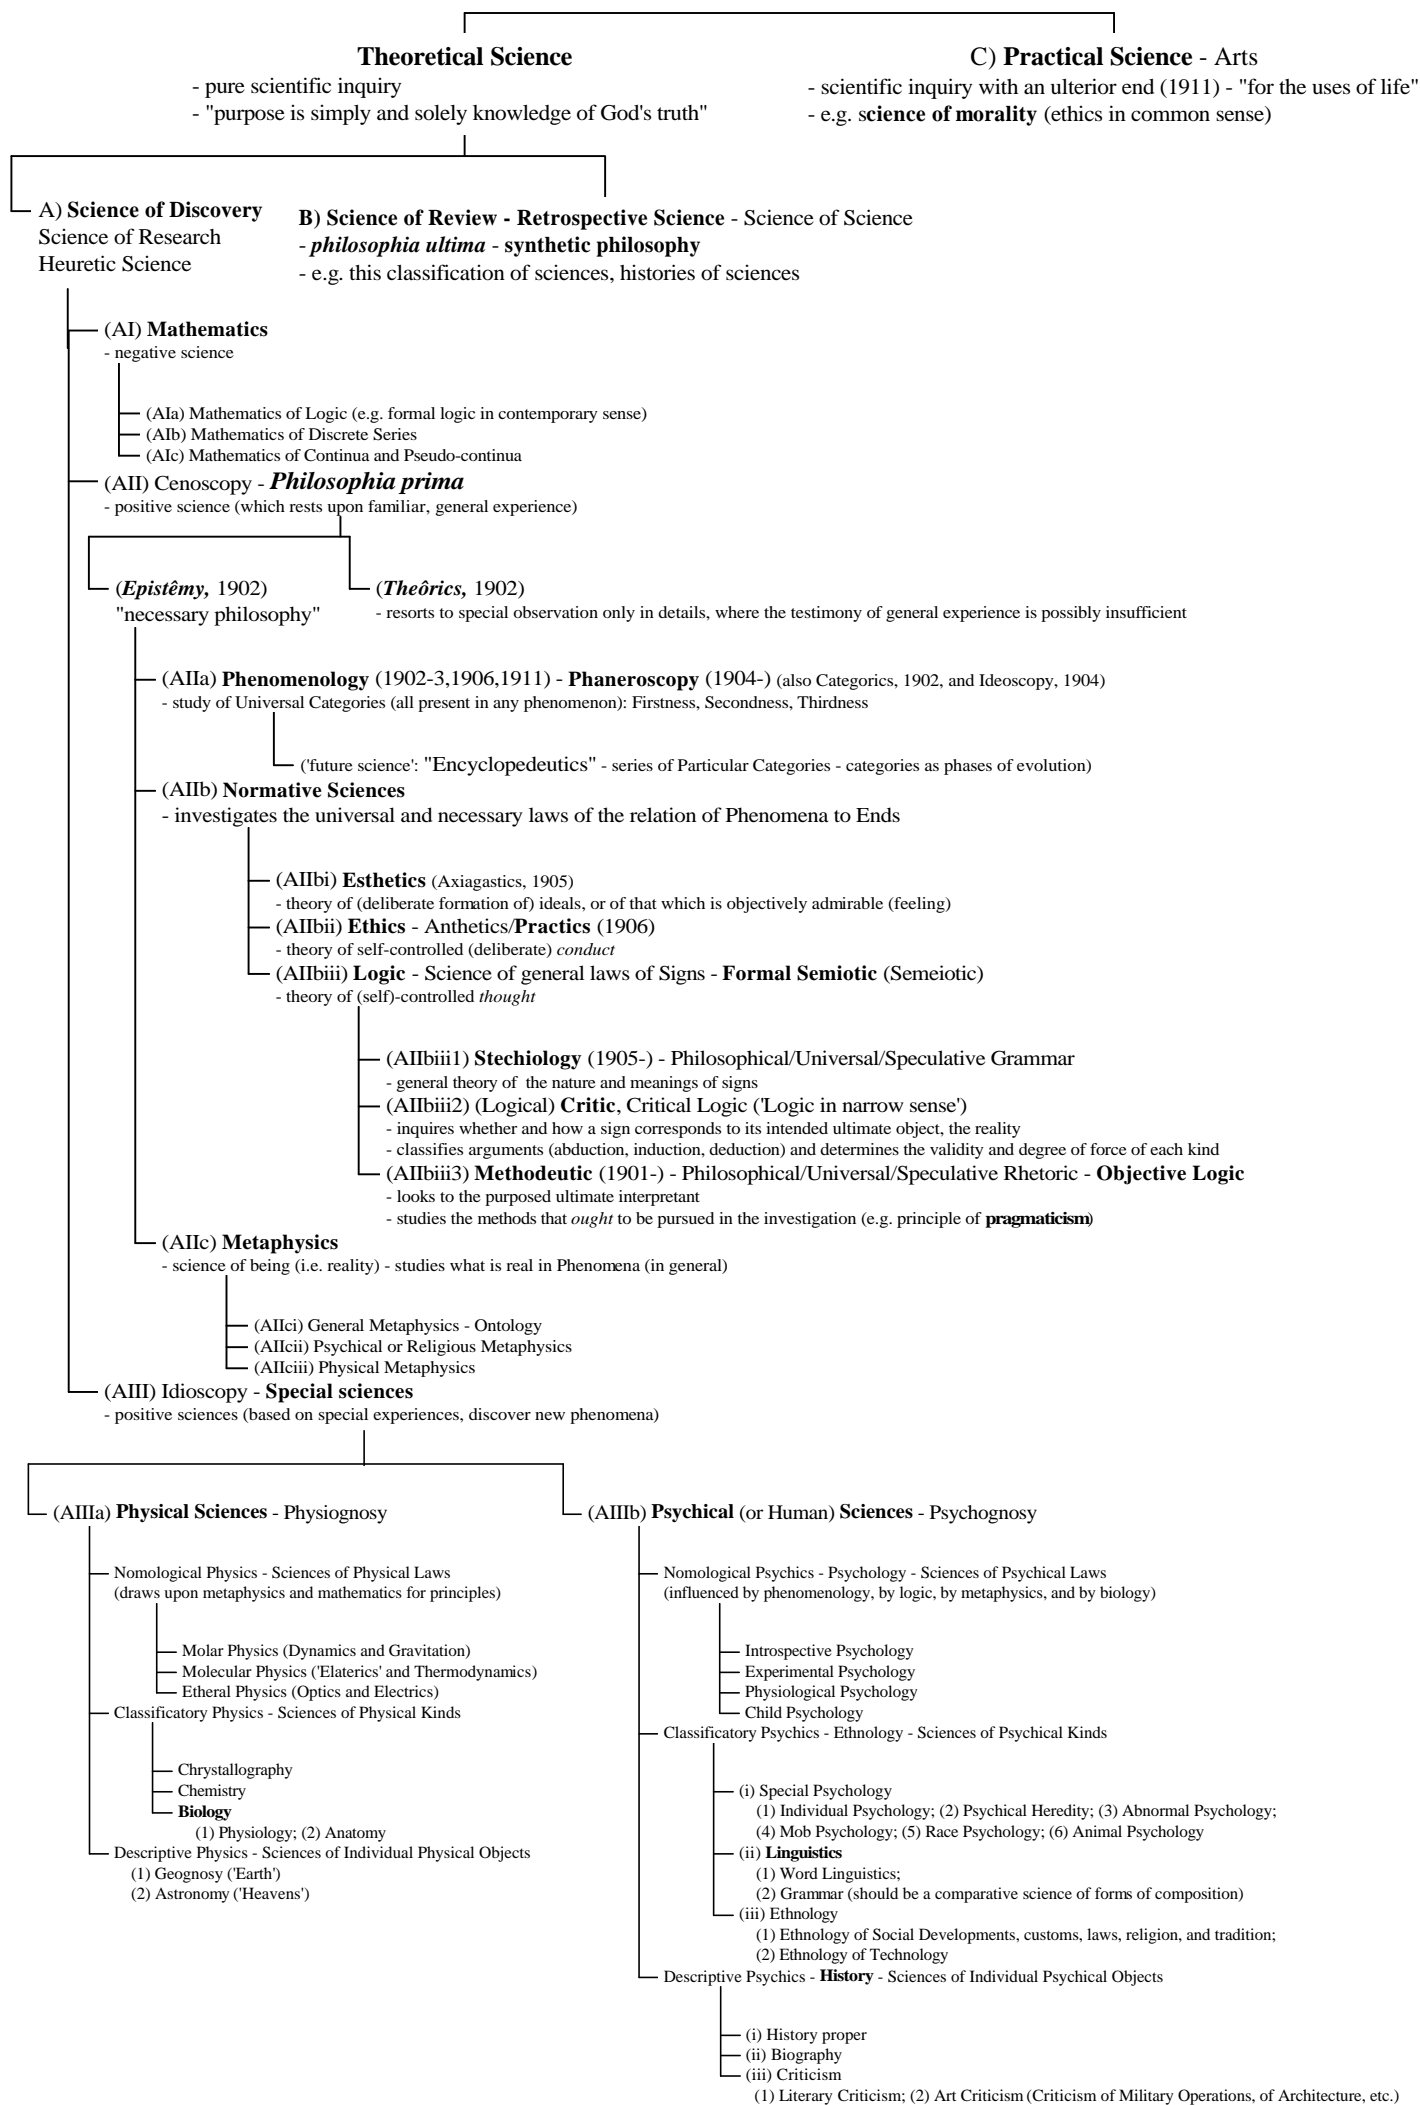 Theoretical Science
- pure scientific inquiry
- "purpose is simply and solely knowledge of God's truth"
C) Practical Science - Arts
- scientific inquiry with an ulterior end (1911) - "for the uses of life"
- e.g. science of morality (ethics in common sense)
A) Science of Discovery
Science of Research
Heuretic Science
B) Science of Review - Retrospective Science - Science of Science
- philosophia ultima - synthetic philosophy
- e.g. this classification of sciences, histories of sciences
(AI) Mathematics
- negative science
(AIa) Mathematics of Logic (e.g. formal logic in contemporary sense)
(AIb) Mathematics of Discrete Series
(AIc) Mathematics of Continua and Pseudo-continua
(AII) Cenoscopy - Philosophia prima
- positive science (which rests upon familiar, general experience)
(Epistêmy, 1902)
"necessary philosophy"
(Theôrics, 1902)
- resorts to special observation only in details, where the testimony of general experience is possibly insufficient
(AIIa) Phenomenology (1902-3,1906,1911) - Phaneroscopy (1904-) (also Categorics, 1902, and Ideoscopy, 1904)
- study of Universal Categories (all present in any phenomenon): Firstness, Secondness, Thirdness
('future science': "Encyclopedeutics" - series of Particular Categories - categories as phases of evolution)
(AIIb) Normative Sciences
- investigates the universal and necessary laws of the relation of Phenomena to Ends
(AIIbi) Esthetics (Axiagastics, 1905)
- theory of (deliberate formation of) ideals, or of that which is objectively admirable (feeling)
(AIIbii) Ethics - Anthetics/Practics (1906)
- theory of self-controlled (deliberate) conduct
(AIIbiii) Logic - Science of general laws of Signs - Formal Semiotic (Semeiotic)
- theory of (self)-controlled thought
(AIIbiii1) Stechiology (1905-) - Philosophical/Universal/Speculative Grammar
- general theory of the nature and meanings of signs
(AIIbiii2) (Logical) Critic, Critical Logic ('Logic in narrow sense')
- inquires whether and how a sign corresponds to its intended ultimate object, the reality
- classifies arguments (abduction, induction, deduction) and determines the validity and degree of force of each kind
(AIIbiii3) Methodeutic (1901-) - Philosophical/Universal/Speculative Rhetoric - Objective Logic
- looks to the purposed ultimate interpretant
- studies the methods that ought to be pursued in the investigation (e.g. principle of pragmaticism)
(AIIc) Metaphysics
- science of being (i.e. reality) - studies what is real in Phenomena (in general)
(AIIci) General Metaphysics - Ontology
(AIIcii) Psychical or Religious Metaphysics
(AIIciii) Physical Metaphysics
(AIII) Idioscopy - Special sciences
- positive sciences (based on special experiences, discover new phenomena)
(AIIIa) Physical Sciences - Physiognosy
Nomological Physics - Sciences of Physical Laws
(draws upon metaphysics and mathematics for principles)
Molar Physics (Dynamics and Gravitation)
Molecular Physics ('Elaterics' and Thermodynamics)
Etheral Physics (Optics and Electrics)
Classificatory Physics - Sciences of Physical Kinds
Chrystallography
Chemistry
Biology
(1) Physiology; (2) Anatomy
Descriptive Physics - Sciences of Individual Physical Objects
(1) Geognosy ('Earth')
(2) Astronomy ('Heavens')
(AIIIb) Psychical (or Human) Sciences - Psychognosy
Nomological Psychics - Psychology - Sciences of Psychical Laws
(influenced by phenomenology, by logic, by metaphysics, and by biology)
Introspective Psychology
Experimental Psychology
Physiological Psychology
Child Psychology
Classificatory Psychics - Ethnology - Sciences of Psychical Kinds
(i) Special Psychology
(1) Individual Psychology; (2) Psychical Heredity; (3) Abnormal Psychology;
(4) Mob Psychology; (5) Race Psychology; (6) Animal Psychology
(ii) Linguistics
(1) Word Linguistics;
(2) Grammar (should be a comparative science of forms of composition)
(iii) Ethnology
(1) Ethnology of Social Developments, customs, laws, religion, and tradition;
(2) Ethnology of Technology
Descriptive Psychics - History - Sciences of Individual Psychical Objects
(i) History proper
(ii) Biography
(iii) Criticism
(1) Literary Criticism; (2) Art Criticism (Criticism of Military Operations, of Architecture, etc.)